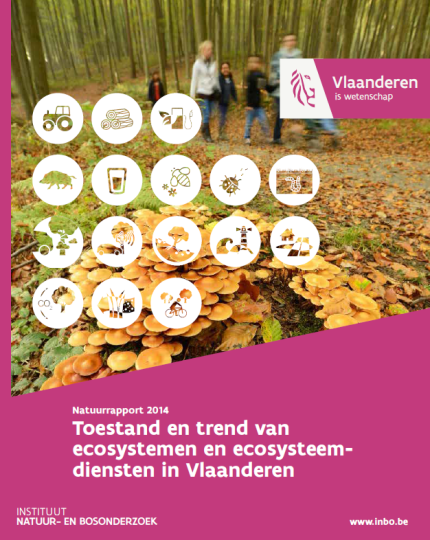 Vlaanderen
is wetenschap
CO₂
Natuurrapport 2014
Toestand en trend van
ecosystemen en ecosysteem-
diensten in Vlaanderen
INSTITUUT
NATUUR- EN BOSONDERZOEK
www.inbo.be